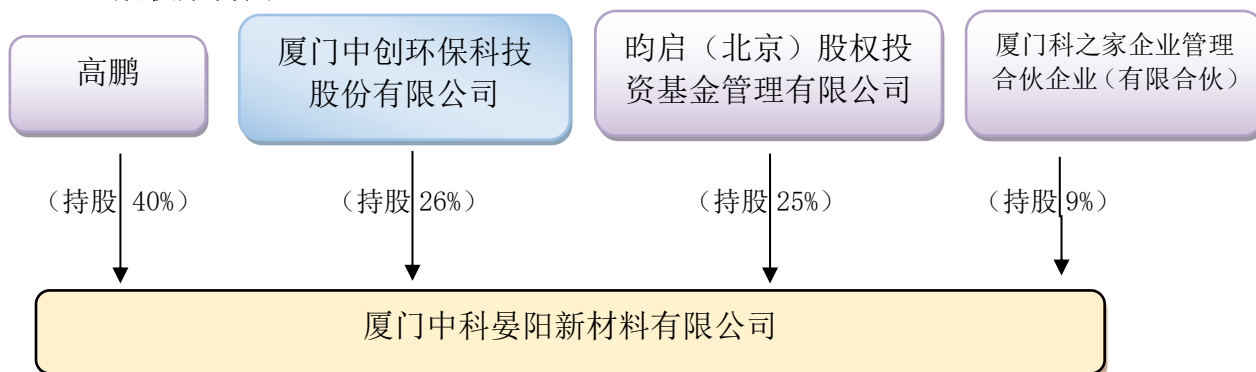 高鹏
厦门中创环保科技
股份有限公司
昀启（北京）股权投
资基金管理有限公司
厦门科之家企业管理
合伙企业（有限合伙）
（持股 40%）
（持股 26%）
（持股 25%）
（持股 9%）
厦门中科晏阳新材料有限公司